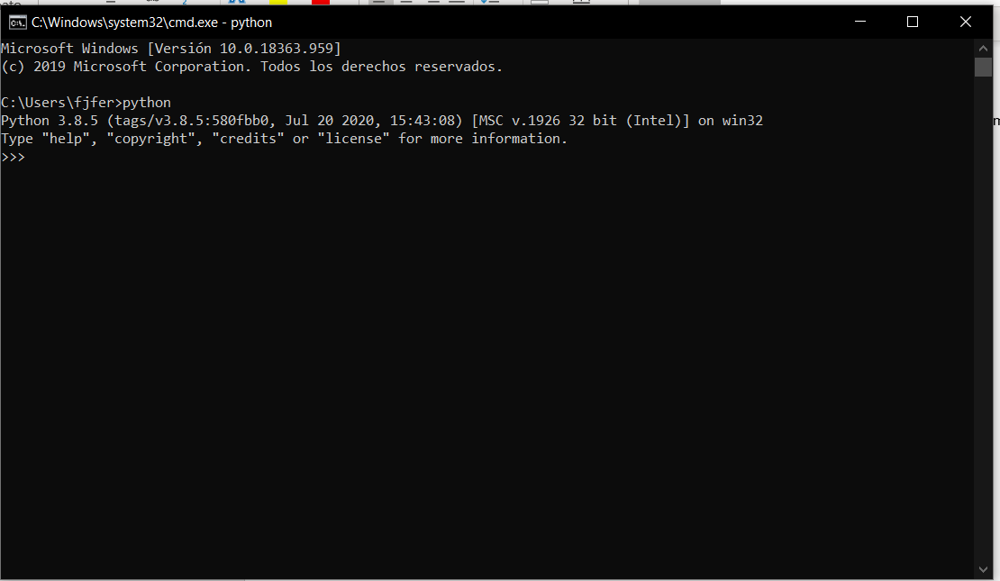 C:\Windows\system32\cmd.exe - python
Microsoft Windows [Versión 10.0.18363.959]
(c) 2019 Microsoft Corporation. Todos los derechos reservados.
C:\Users\fjfer>python
Python 3.8.5 (tags/v3.8.5:580fbb0, Jul 20 2020, 15:43:08) [MSC v.1926 32 bit (Intel)] on win32
Type "help", "copyright", "credits" or "license" for more information.
>>>